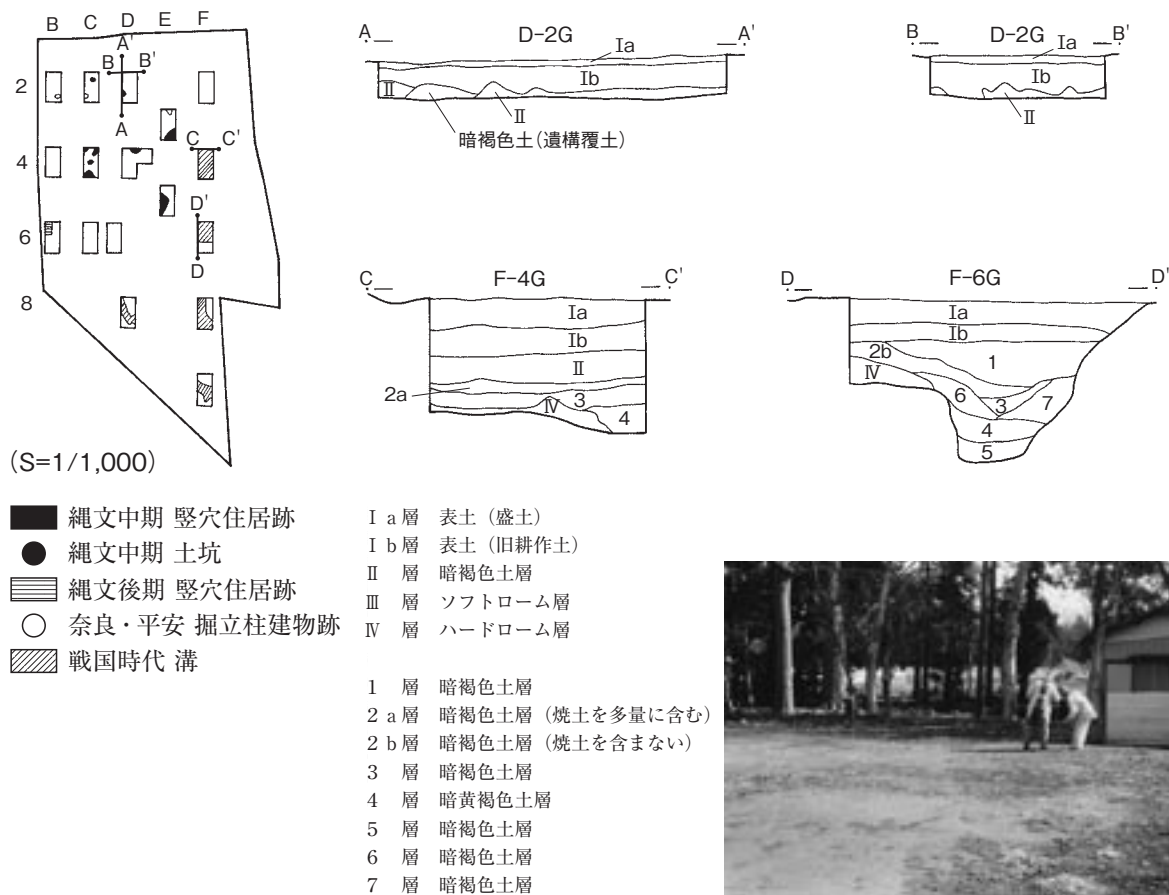 B C D E F
A'
B B'
2
A
C C'
4
D'
6
D
8
(S=1/1,000)
A D-2G A'
Ⅰa
Ⅰb
Ⅱ
Ⅱ
暗褐色土(遺構覆土)
B B-2G B'
Ⅰa
Ⅰb
Ⅱ
C F-4G C'
Ⅰa
Ⅰb
Ⅱ
2a 3
Ⅳ 4
D F-6G D'
Ⅰa
Ⅰb
2b 1
Ⅳ
6 3 7
4
5
縄文中期 竪穴住居跡
縄文中期 土坑
縄文後期 竪穴住居跡
奈良・平安 掘立柱建物跡
戦国時代 溝
Ⅰa層 表土(盛土)
Ⅰb層 表土(旧耕作土)
Ⅱ 層 暗褐色土層
Ⅲ 層 ソフトローム層
Ⅳ 層 ハードローム層
1 層 暗褐色土層
2a層 暗褐色土層(焼土を多量に含む)
2b層 暗褐色土層(焼土を含まない)
3 層 暗褐色土層
4 層 暗黄褐色土層
5 層 暗褐色土層
6 層 暗褐色土層
7 層 暗褐色土層